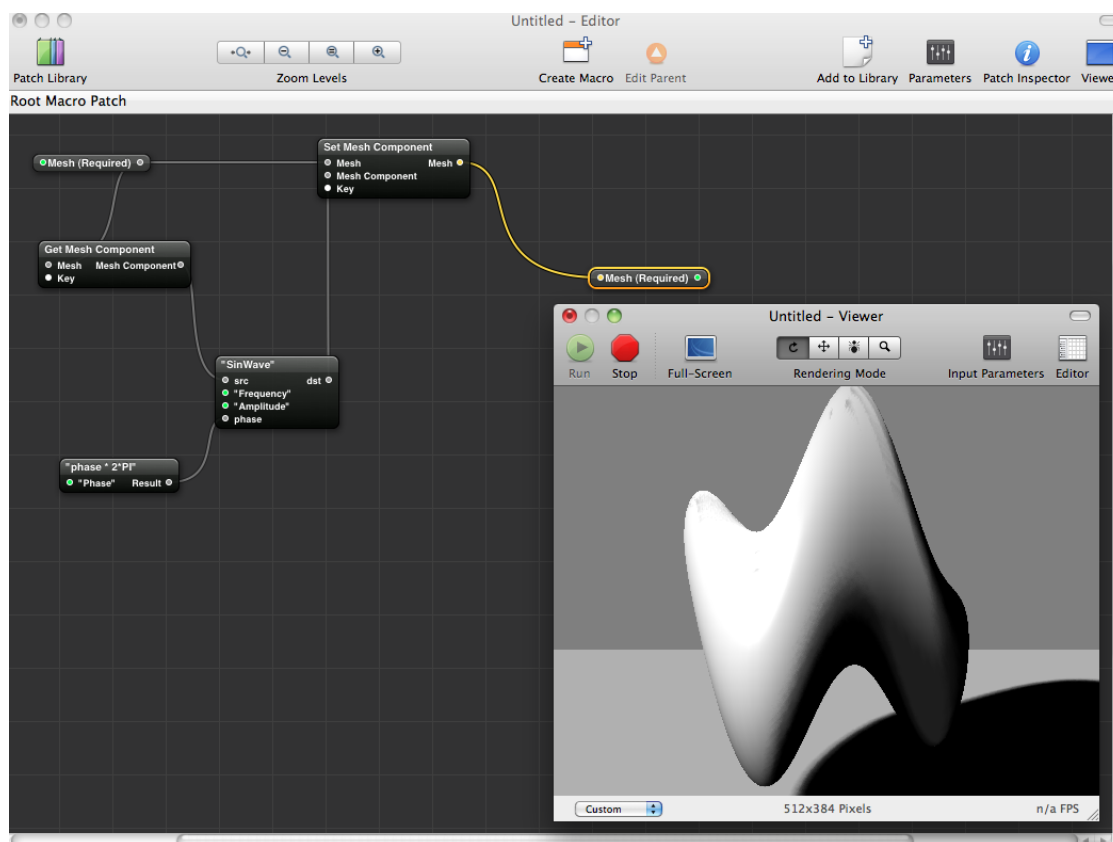 Untitled – Editor
Patch Library
Zoom Levels
Create Macro
Edit Parent
Add to Library
Parameters
Patch Inspector
Root Macro Patch
Mesh (Required)
Set Mesh Component
Mesh Mesh
Mesh Component
Key
Get Mesh Component
Mesh Mesh Component
Key
Mesh (Required)
"SinWave"
src dst
"Frequency"
"Amplitude"
phase
"phase * 2*PI"
"Phase" Result
Untitled – Viewer
Run
Stop
Full-Screen
Rendering Mode
Input Parameters
Editor
Custom
512x384 Pixels
n/a FPS